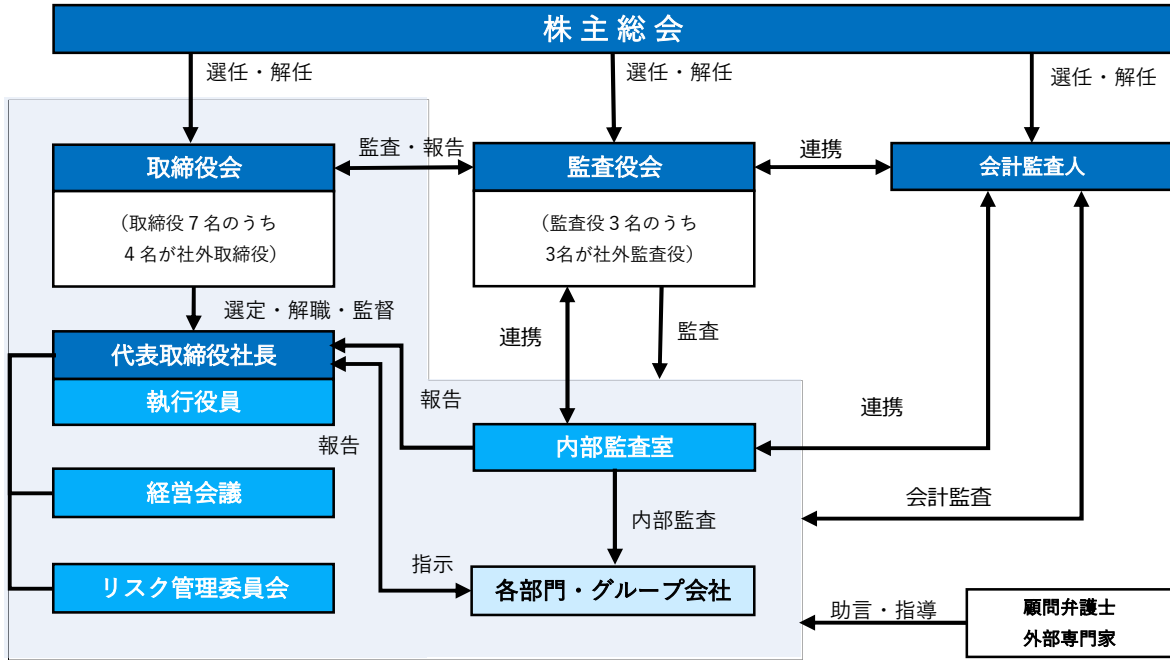 株主総会
選任・解任
選任・解任
選任・解任
取締役会
監査・報告
監査役会
連携
会計監査人
(取締役７名のうち
４名が社外取締役)
(監査役３名のうち
3名が社外監査役)
選定・解職・監督
連携
監査
代表取締役社長
執行役員
報告
連携
報告
内部監査室
経営会議
会計監査
内部監査
指示
リスク管理委員会
各部門・グループ会社
助言・指導
顧問弁護士
外部専門家